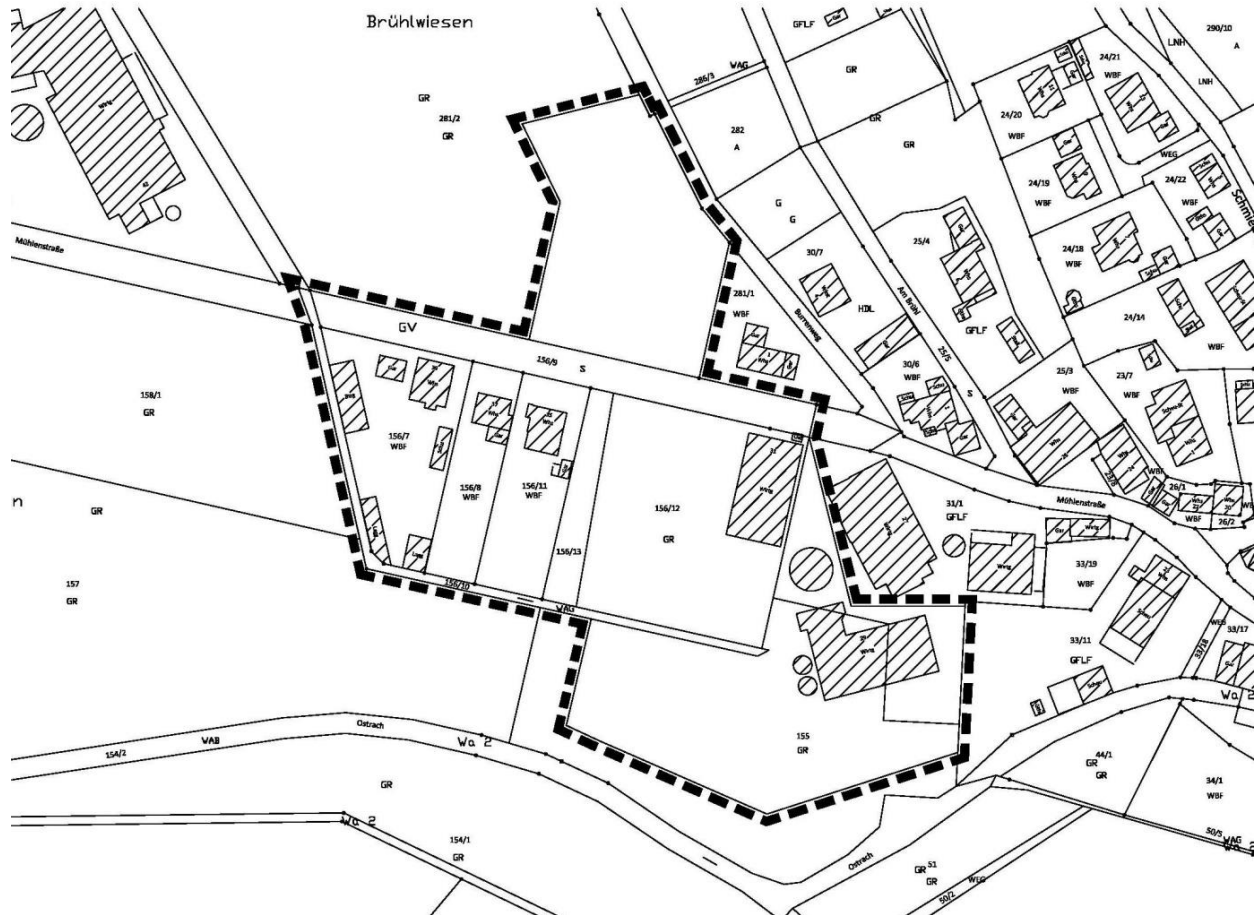 Brühlwiesen
GFLF
290/10
A
LNH
LNH
WAG
286/3
GR
GR
281/2
GR
24/21
WBF
24/20
WBF
282
A
GR
GR
WEG
24/19
WBF
24/22
WBF
Schmie
G
G
25/4
24/18
WBF
Mühlenstraße
30/7
Am Brühl
HDL
281/1
WBF
Burrenweg
GFLF
24/14
WBF
GV
156/9
S
25/5
S
30/6
WBF
25/3
WBF
23/7
WBF
158/1
GR
156/7
WBF
156/8
WBF
156/11
WBF
156/12
GR
156/13
31/1
GFLF
Mühlenstraße
WBF
26/1
WBF
26/2
n
GR
33/19
WBF
157
GR
156/10
WAG
33/11
GFLF
WEG
33/18
33/17
Wa 2
Ostrach
154/2
WAB
Wa 2
155
GR
44/1
GR
GR
34/1
WBF
GR
Wa 2
154/1
GR
Ostrach
GR
51
GR
WEG
50/2
50/5
WAG
Wa 2